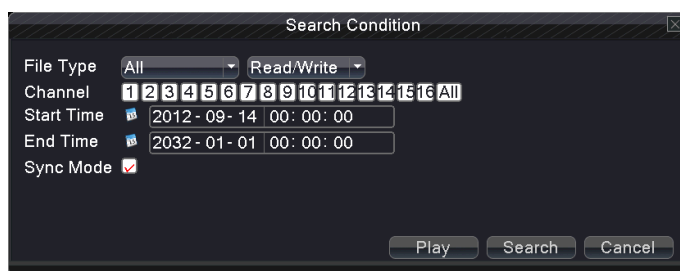 Search Condition
File Type All Read/Write
Channel 1 2 3 4 5 6 7 8 9 10 11 12 13 14 15 16 All
Start Time 2012-09-14 00:00:00
End Time 2032-01-01 00:00:00
Sync Mode
Play Search Cancel